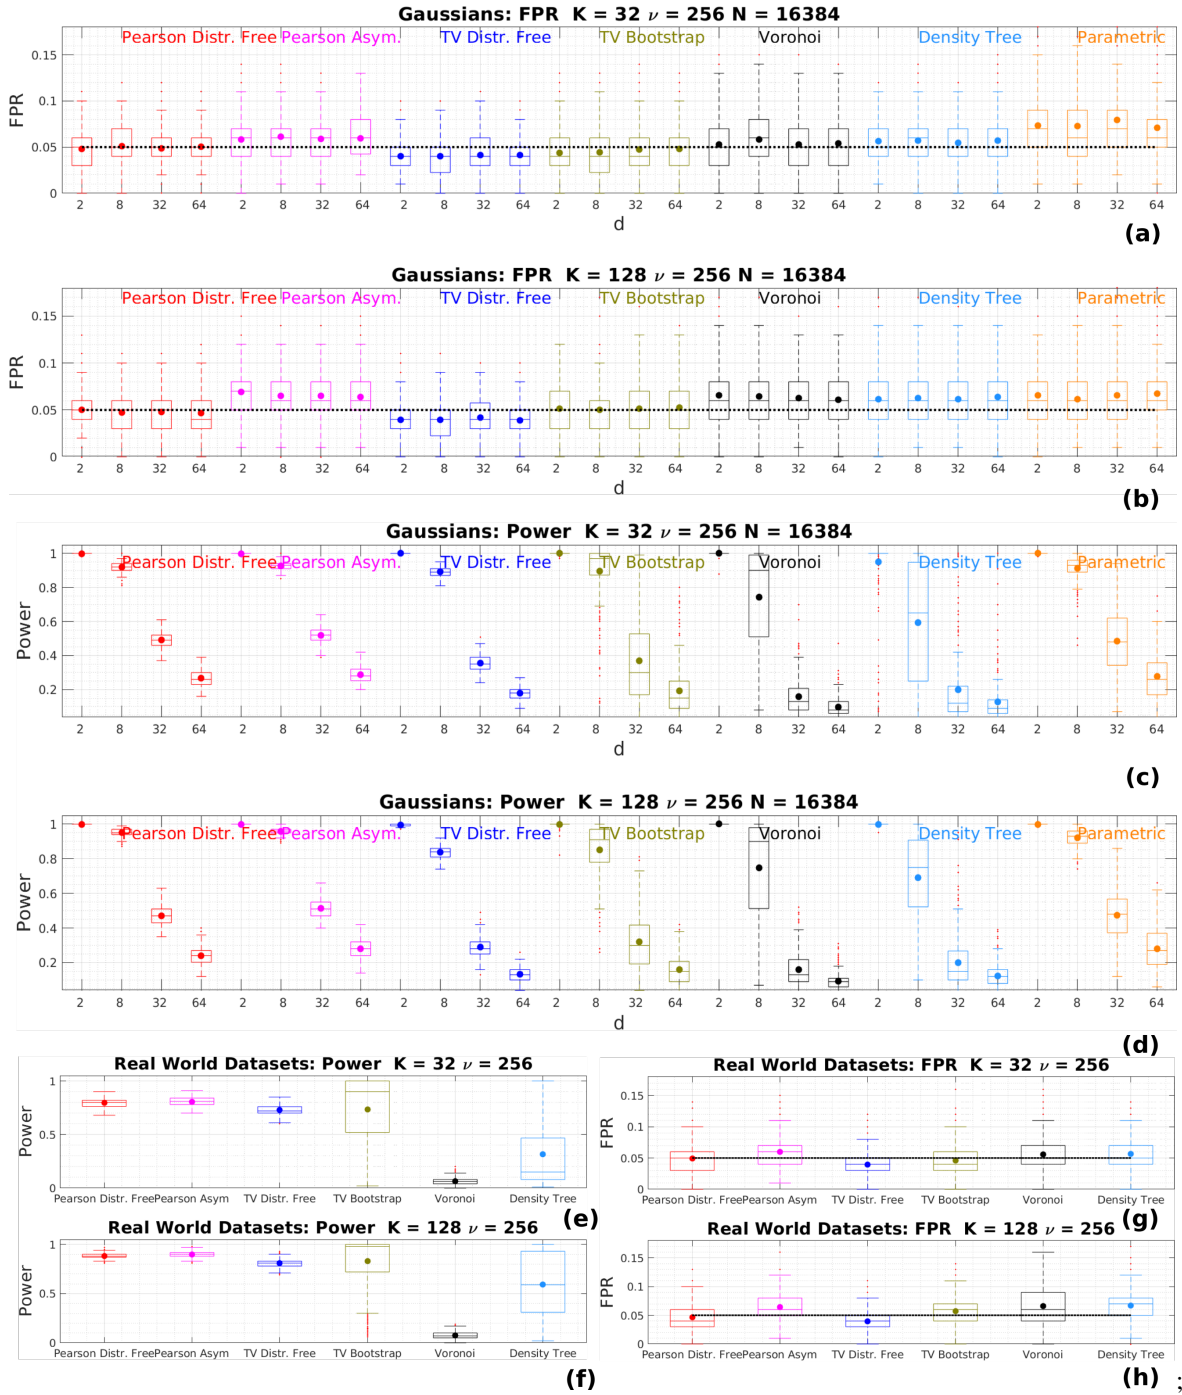 Gaussians: FPR K = 32 ν = 256 N = 16384
Pearson Distr. Free Pearson Asym. TV Distr. Free TV Bootstrap Voronoi Density Tree Parametric
0.15
0.1
0.05
0
FPR
2 8 32 64 2 8 32 64 2 8 32 64 2 8 32 64 2 8 32 64 2 8 32 64 2 8 32 64
d
(a)
Gaussians: FPR K = 128 ν = 256 N = 16384
Pearson Distr. Free Pearson Asym. TV Distr. Free TV Bootstrap Voronoi Density Tree Parametric
0.15
0.1
0.05
0
FPR
2 8 32 64 2 8 32 64 2 8 32 64 2 8 32 64 2 8 32 64 2 8 32 64 2 8 32 64
d
(b)
Gaussians: Power K = 32 ν = 256 N = 16384
Pearson Distr. Free Pearson Asym. TV Distr. Free TV Bootstrap Voronoi Density Tree Parametric
1
0.8
0.6
0.4
0.2
Power
2 8 32 64 2 8 32 64 2 8 32 64 2 8 32 64 2 8 32 64 2 8 32 64 2 8 32 64
d
(c)
Gaussians: Power K = 128 ν = 256 N = 16384
Pearson Distr. Free Pearson Asym. TV Distr. Free TV Bootstrap Voronoi Density Tree Parametric
1
0.8
0.6
0.4
0.2
Power
2 8 32 64 2 8 32 64 2 8 32 64 2 8 32 64 2 8 32 64 2 8 32 64 2 8 32 64
d
(d)
Real World Datasets: Power K = 32 ν = 256
1
0.5
0
Power
Pearson Distr. Free Pearson Asym TV Distr. Free TV Bootstrap Voronoi Density Tree
(e)
Real World Datasets: FPR K = 32 ν = 256
0.15
0.1
0.05
0
FPR
Pearson Distr. Free Pearson Asym TV Distr. Free TV Bootstrap Voronoi Density Tree
(g)
Real World Datasets: Power K = 128 ν = 256
1
0.5
0
Power
Pearson Distr. Free Pearson Asym TV Distr. Free TV Bootstrap Voronoi Density Tree
(f)
Real World Datasets: FPR K = 128 ν = 256
0.15
0.1
0.05
0
FPR
Pearson Distr. Free Pearson Asym TV Distr. Free TV Bootstrap Voronoi Density Tree
(h) ;